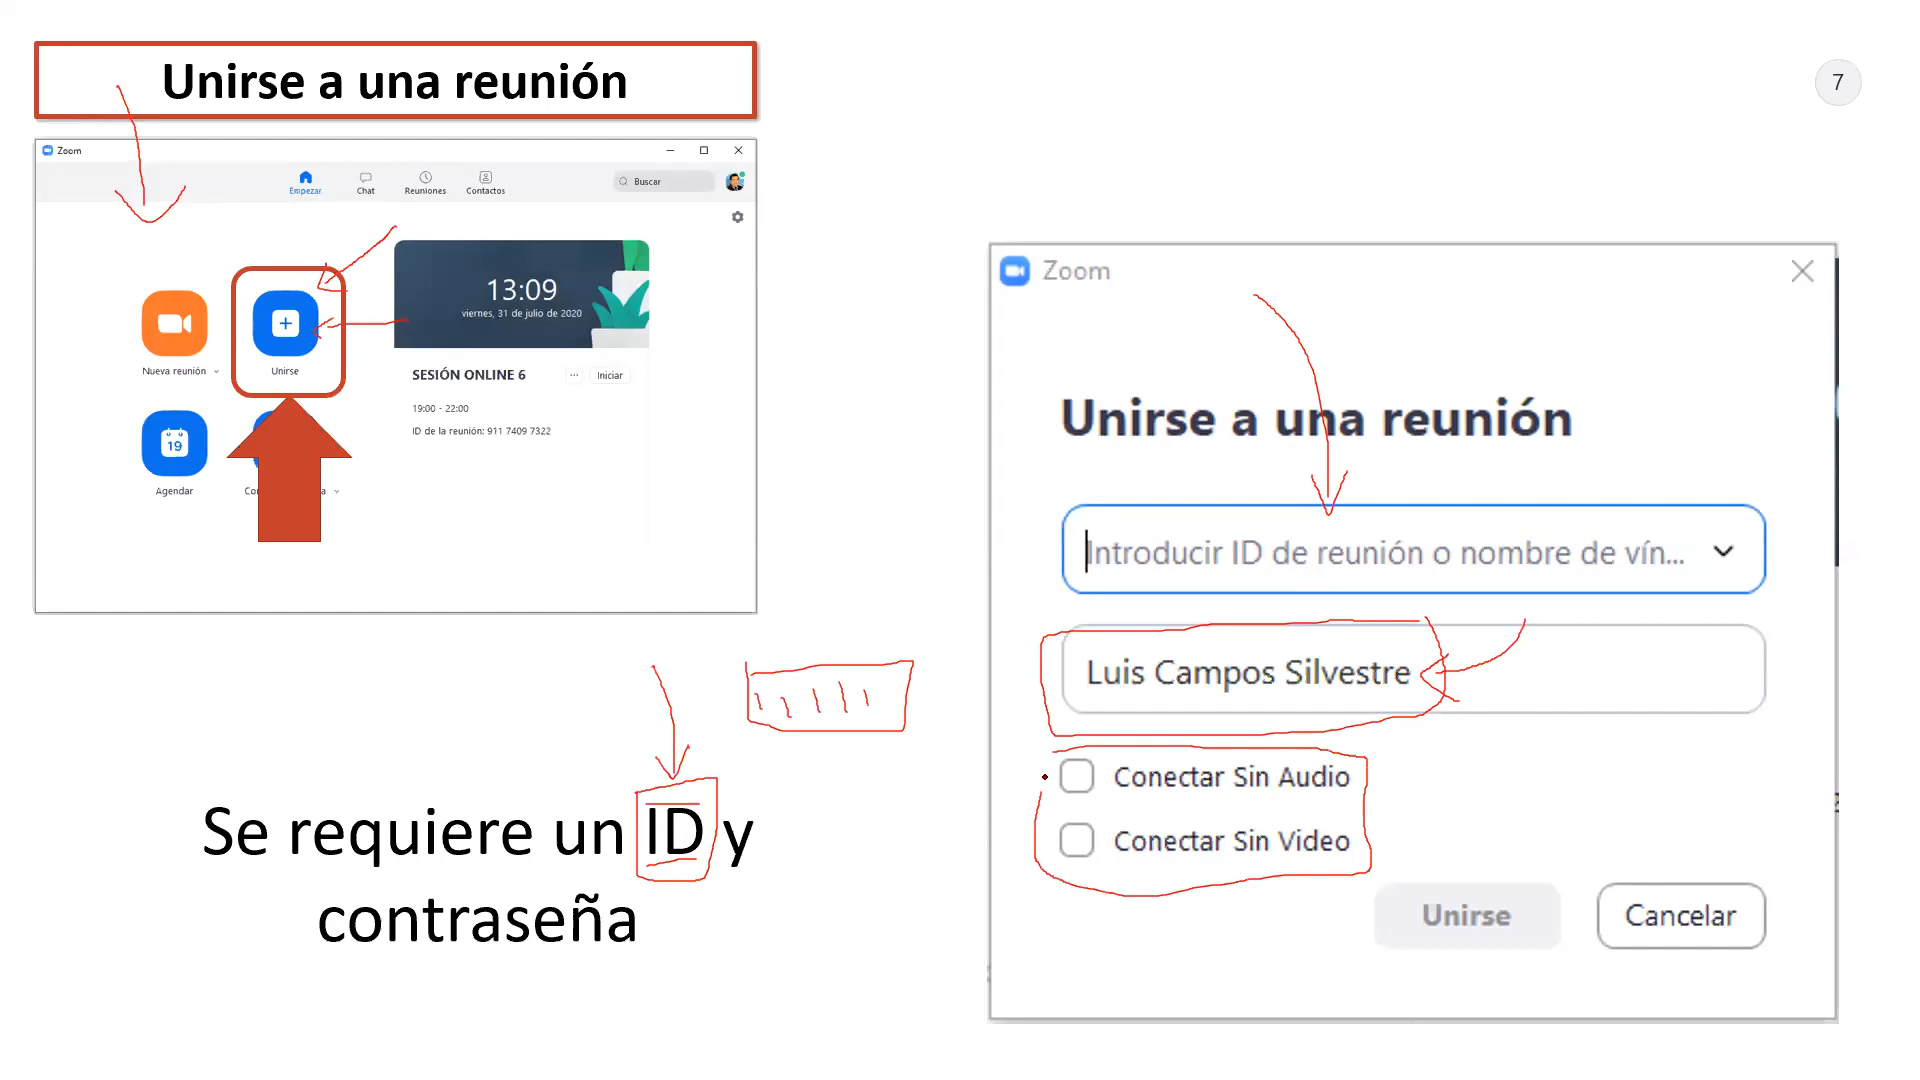 Unirse a una reunión
7
Zoom
Empezar
Chat
Reuniones
Contactos
Buscar
13:09
viernes, 31 de julio de 2020
Nueva reunión
Unirse
SESIÓN ONLINE 6
Iniciar
19:00 - 22:00
ID de la reunión: 911 7409 7322
19
Agendar
Co
a
Se requiere un ID y
contraseña
Zoom
Unirse a una reunión
Introducir ID de reunión o nombre de vín...
Luis Campos Silvestre
Conectar Sin Audio
Conectar Sin Video
Unirse
Cancelar